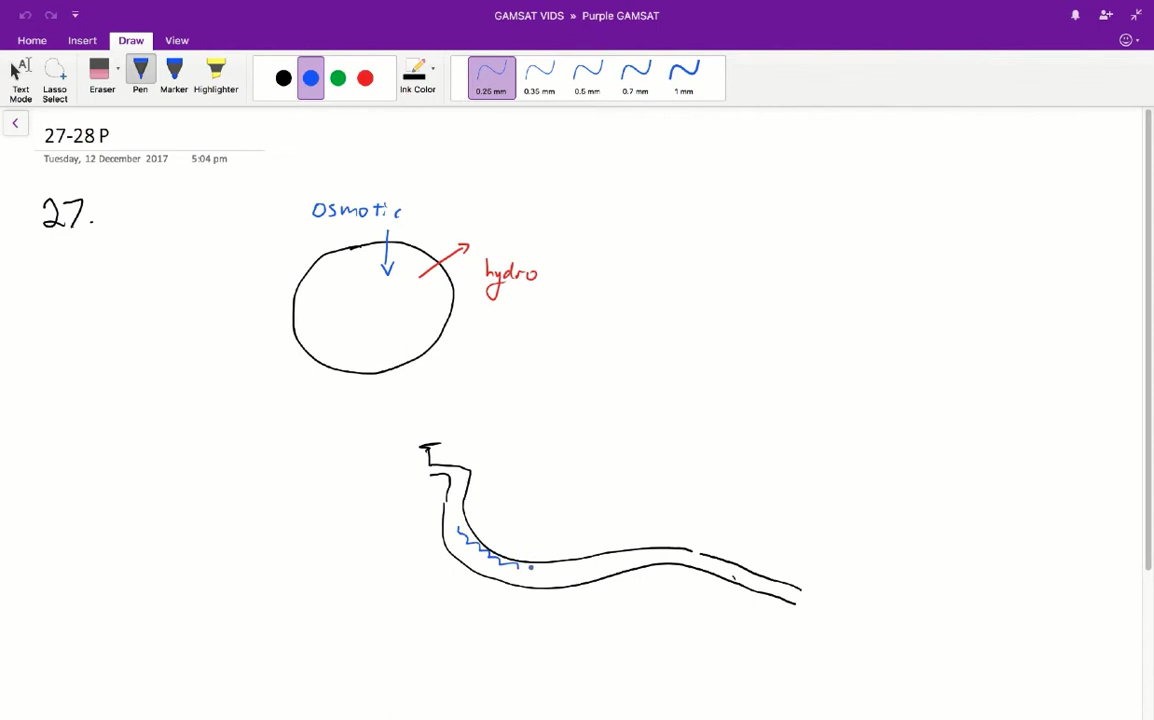 GAMSAT VIDS » Purple GAMSAT
Home Insert Draw View
Text Mode
Lasso Select
Eraser
Pen
Marker
Highlighter
Ink Color
0.25 mm
0.35 mm
0.5 mm
0.7 mm
1 mm
27-28 P
Tuesday, 12 December 2017 5:04 pm
27.
osmotic
hydro